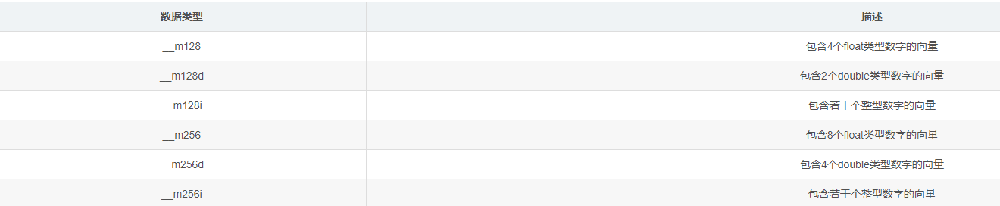 数据类型 描述
__m128 包含4个float类型数字的向量
__m128d 包含2个double类型数字的向量
__m128i 包含若干个整型数字的向量
__m256 包含8个float类型数字的向量
__m256d 包含4个double类型数字的向量
__m256i 包含若干个整型数字的向量